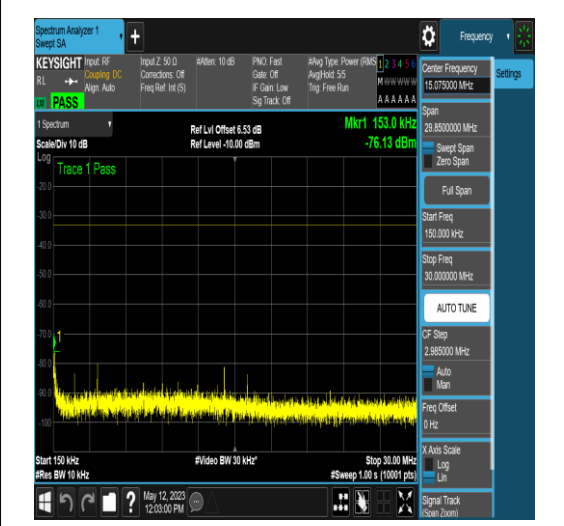 Spectrum Analyzer 1
Swept SA
Frequency
KEYSIGHT
RL
PASS
Input: RF
Coupling: DC
Align: Auto
Input Z: 50 Ω
Corrections: Off
Freq Ref: Int (S)
#Atten: 10 dB
PNO: Fast
Gate: Off
IF Gain: Low
Sig Track: Off
#Avg Type: Power (RMS
Avg|Hold: 5/5
Trig: Free Run
1 2 3 4 5 6
M W W W W W
A A A A A A
1 Spectrum
Scale/Div 10 dB
Ref Lvl Offset 6.53 dB
Ref Level -10.00 dBm
Mkr1 153.0 kHz
-76.13 dBm
Log
Trace 1 Pass
-20.0
-30.0
-40.0
-50.0
-60.0
-70.0
1
-80.0
-90.0
-100
Start 150 kHz
#Res BW 10 kHz
#Video BW 30 kHz*
Stop 30.00 MHz
#Sweep 1.00 s (10001 pts)
?
May 12, 2023
12:03:00 PM
Settings
Center Frequency
15.075000 MHz
Span
29.8500000 MHz
Swept Span
Zero Span
Full Span
Start Freq
150.000 kHz
Stop Freq
30.000000 MHz
AUTO TUNE
CF Step
2.985000 MHz
Auto
Man
Freq Offset
0 Hz
X Axis Scale
Log
Lin
Signal Track
(Span Zoom)